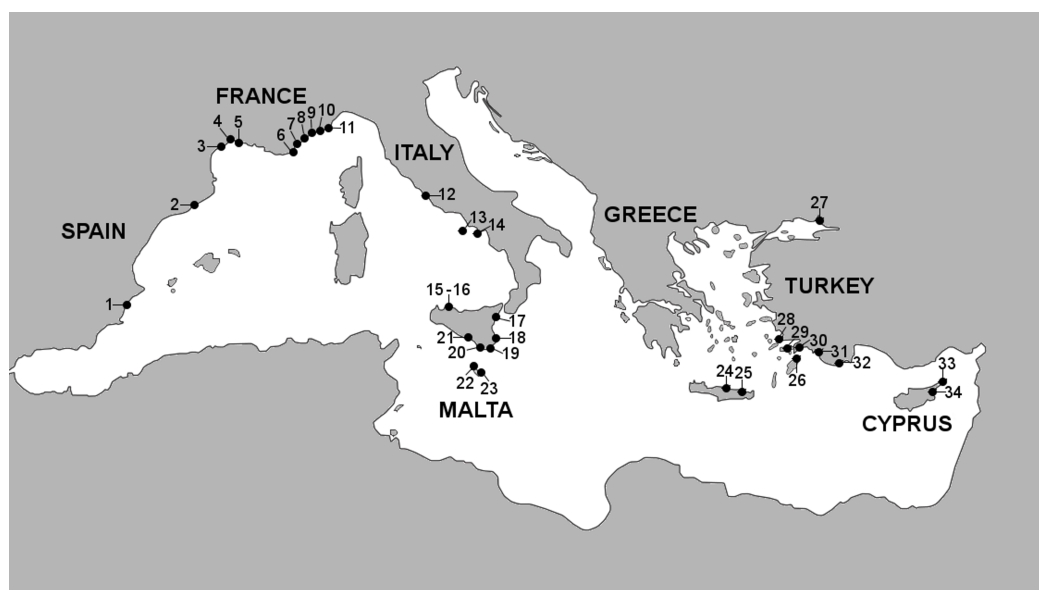 FRANCE
4 5
3
6 7 8 9 10 11
ITALY
2
12
SPAIN
13 14
GREECE
27
TURKEY
1
15-16
17
21 18
20 19
22 23
MALTA
28 29 30 31 32
26
24 25
33
34
CYPRUS